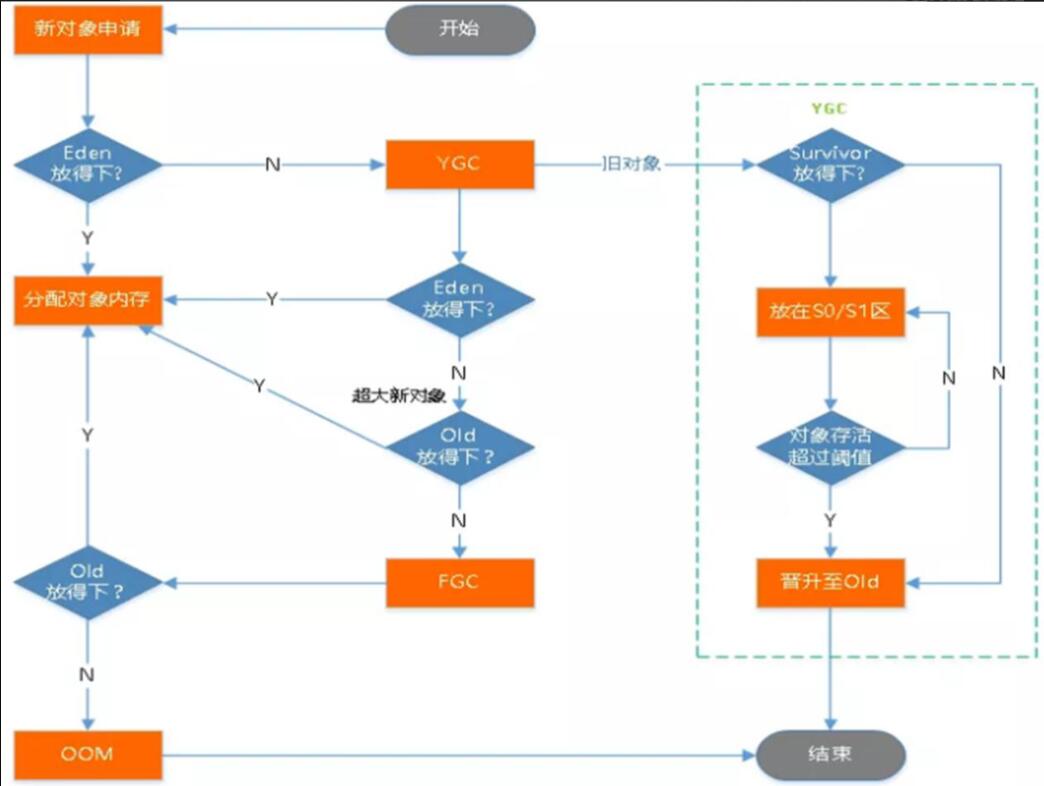 新对象申请
开始
YGC
Eden
放得下?
N
YGC
旧对象
Survivor
放得下?
Y
分配对象内存
Y
Eden
放得下?
放在S0/S1区
N
超大新对象
Y
N
N
Y
Old
放得下？
对象存活
超过阈值
N
Y
Old
放得下？
FGC
晋升至Old
N
OOM
结束